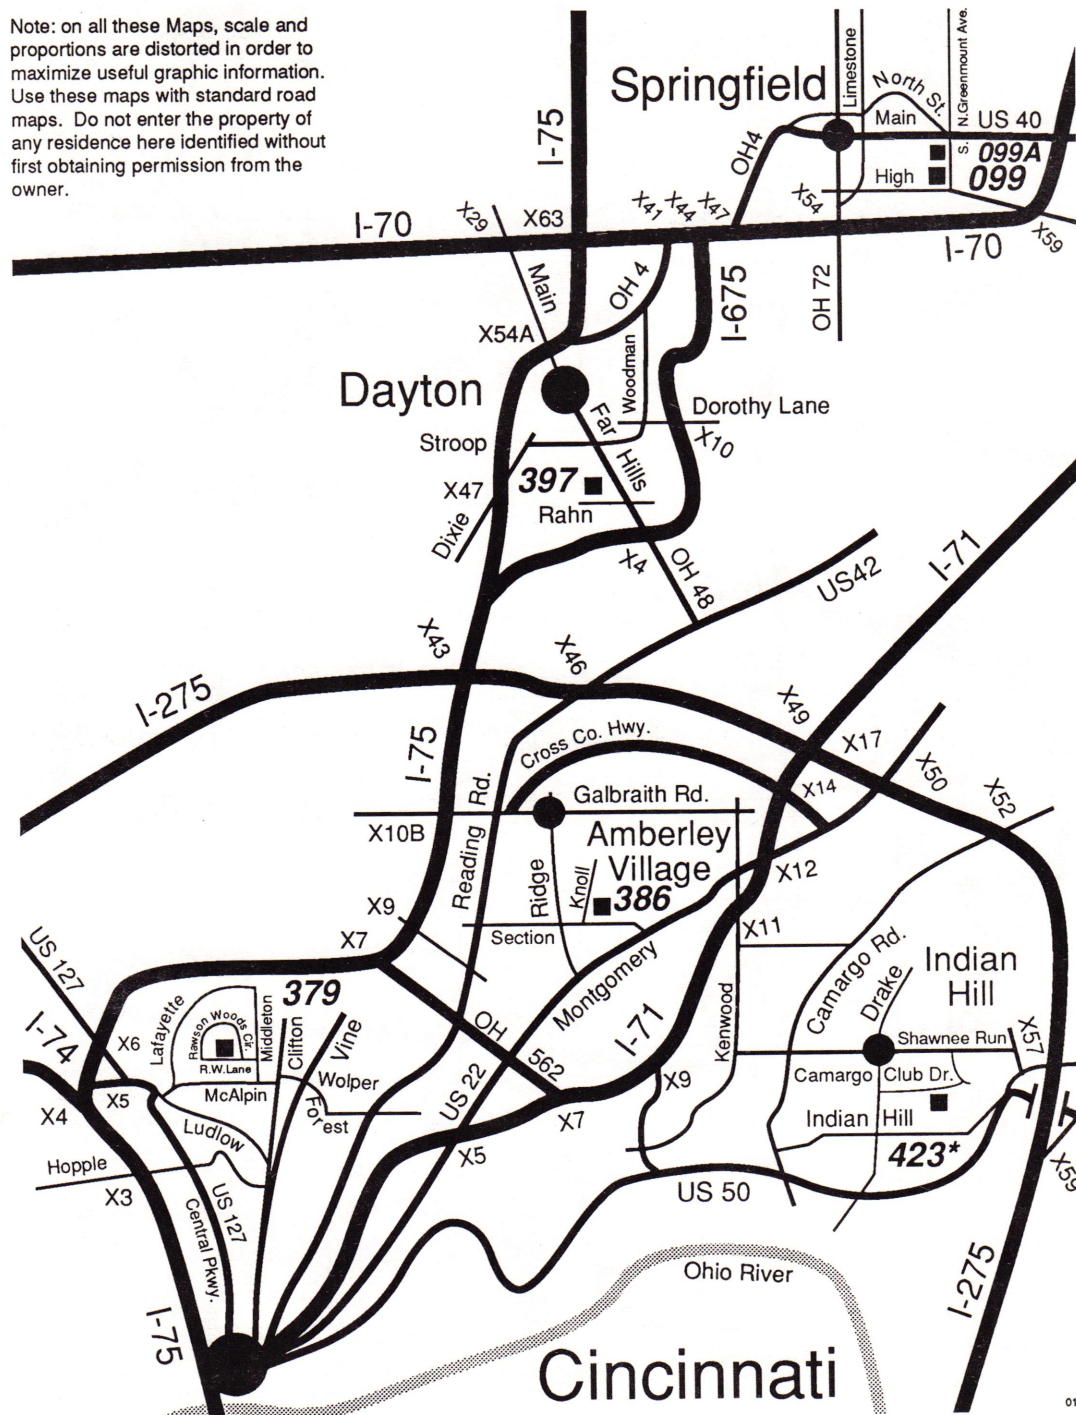 Note: on all these Maps, scale and
proportions are distorted in order to
maximize useful graphic information.
Use these maps with standard road
maps. Do not enter the property of
any residence here identified without
first obtaining permission from the
owner.
Springfield
Limestone
North St.
S. N.Greenmount Ave.
Main
US 40
099A
099
High
OH4
I-75
X54
X29
X63
X41
X44
X47
I-70
I-70
X59
Main
OH 4
I-675
OH 72
X54A
Woodman
Dayton
Far Hills
Dorothy Lane
X10
Stroop
397
X47
Rahn
Dixie
X4
OH 48
US42
I-71
X43
X46
I-275
X49
X17
I-75
Cross Co. Hwy.
X50
X14
X52
Reading Rd.
Galbraith Rd.
X10B
Amberley
Village
Ridge
Knoll
386
X12
X9
Section
X11
X7
US 127
Montgomery
Camargo Rd.
Drake
Indian
Hill
379
Lafayette
Rawson Woods Cir.
Middleton
Clifton
Vine
OH 562
I-71
Kenwood
I-74
X6
R.W.Lane
Shawnee Run
X57
X5
McAlpin
Wolper
US 22
X9
Camargo
Club Dr.
X4
Forest
X7
Ludlow
Indian Hill
Hopple
X5
423*
X3
US 127
US 50
X59
Central Pkwy.
Ohio River
I-275
I-75
Cincinnati
01